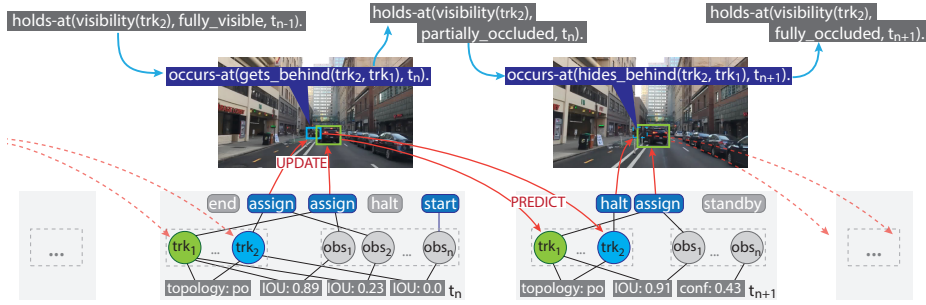 holds-at(visibility(trk2), fully_visible, tn-1).
holds-at(visibility(trk2),
partially_occluded, tn).
holds-at(visibility(trk2),
fully_occluded, tn+1).
occurs-at(gets_behind(trk2, trk1), tn).
occurs-at(hides_behind(trk2, trk1), tn+1).
UPDATE
PREDICT
end assign assign halt start
halt assign standby
... trk1 ... trk2 obs1 obs2 ... obsn
trk1 ... trk2 obs1 ... obsn ...
topology: po IOU: 0.89 IOU: 0.23 IOU: 0.0 tn
topology: po IOU: 0.91 conf: 0.43 tn+1